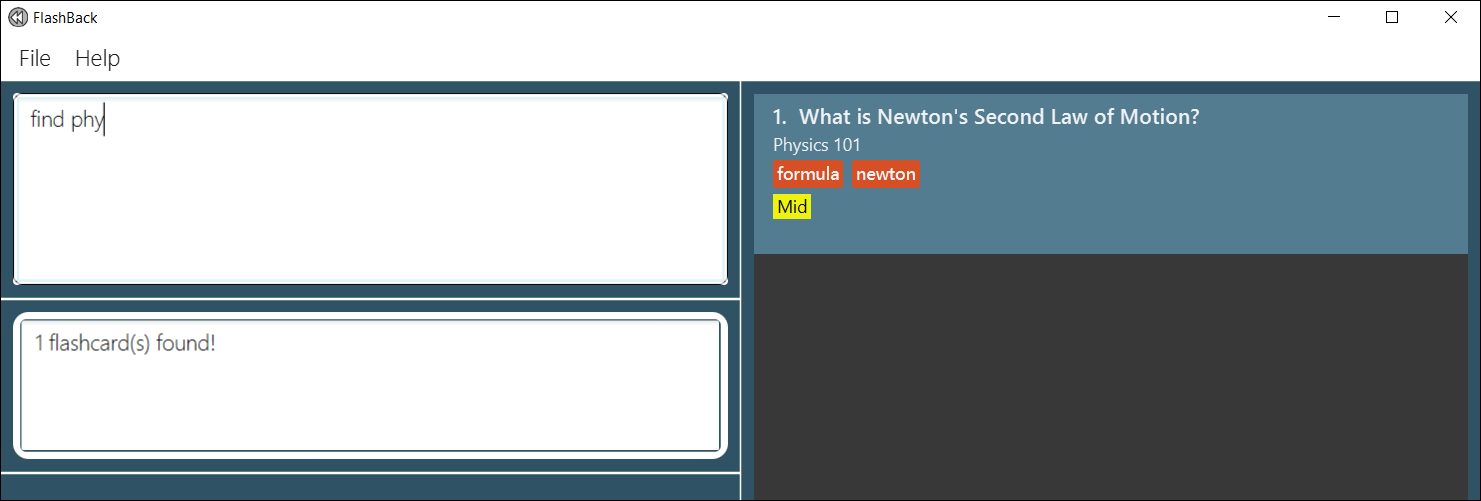 FlashBack
File Help
find phy
1 flashcard(s) found!
1. What is Newton's Second Law of Motion?
Physics 101
formula newton
Mid